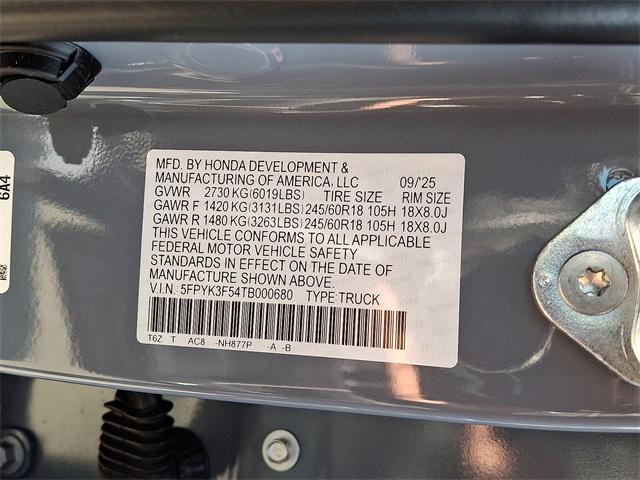 MFD. BY HONDA DEVELOPMENT &
MANUFACTURING OF AMERICA, LLC 09/'25
GVWR 2730 KG(6019LBS) TIRE SIZE RIM SIZE
GAWR F 1420 KG(3131LBS) 245/60R18 105H 18X8.0J
GAWR R 1480 KG(3263LBS) 245/60R18 105H 18X8.0J
THIS VEHICLE CONFORMS TO ALL APPLICABLE
FEDERAL MOTOR VEHICLE SAFETY
STANDARDS IN EFFECT ON THE DATE OF
MANUFACTURE SHOWN ABOVE.
V.I.N.: 5FPYK3F54TB000680 TYPE:TRUCK
T6Z T AC8 -NH877P -A -B
6A4